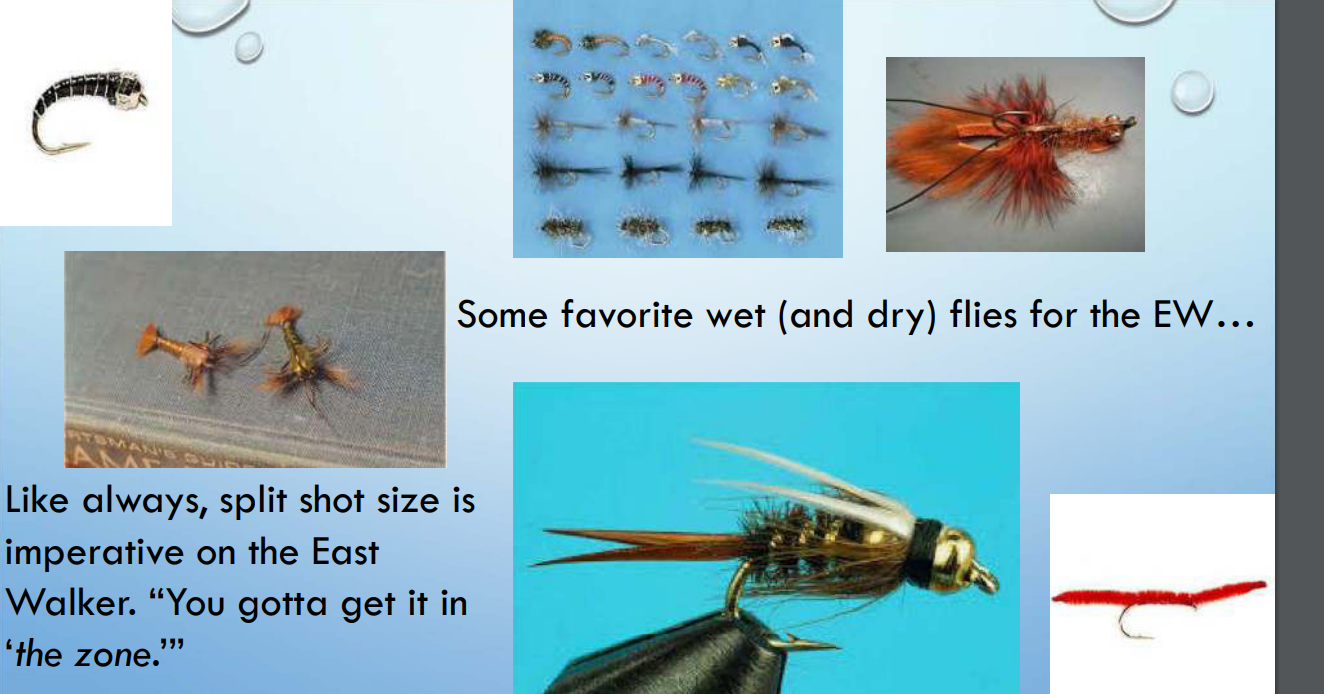 Some favorite wet (and dry) flies for the EW…
Like always, split shot size is
imperative on the East
Walker. “You gotta get it in
‘the zone.’”